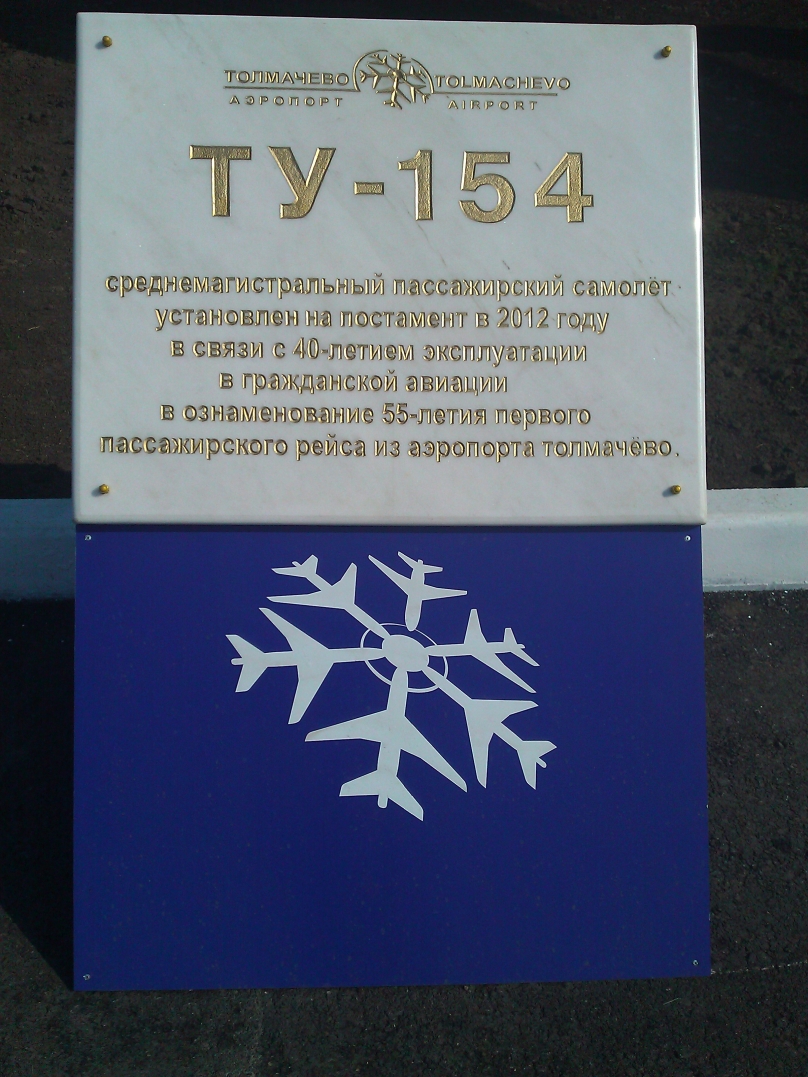 ТОЛМАЧЕВО TOLMACHEVO
АЭРОПОРТ AIRPORT
ТУ-154
среднемагистральный пассажирский самолёт
установлен на постамент в 2012 году
в связи с 40-летием эксплуатации
в гражданской авиации
в ознаменование 55-летия первого
пассажирского рейса из аэропорта толмачёво.